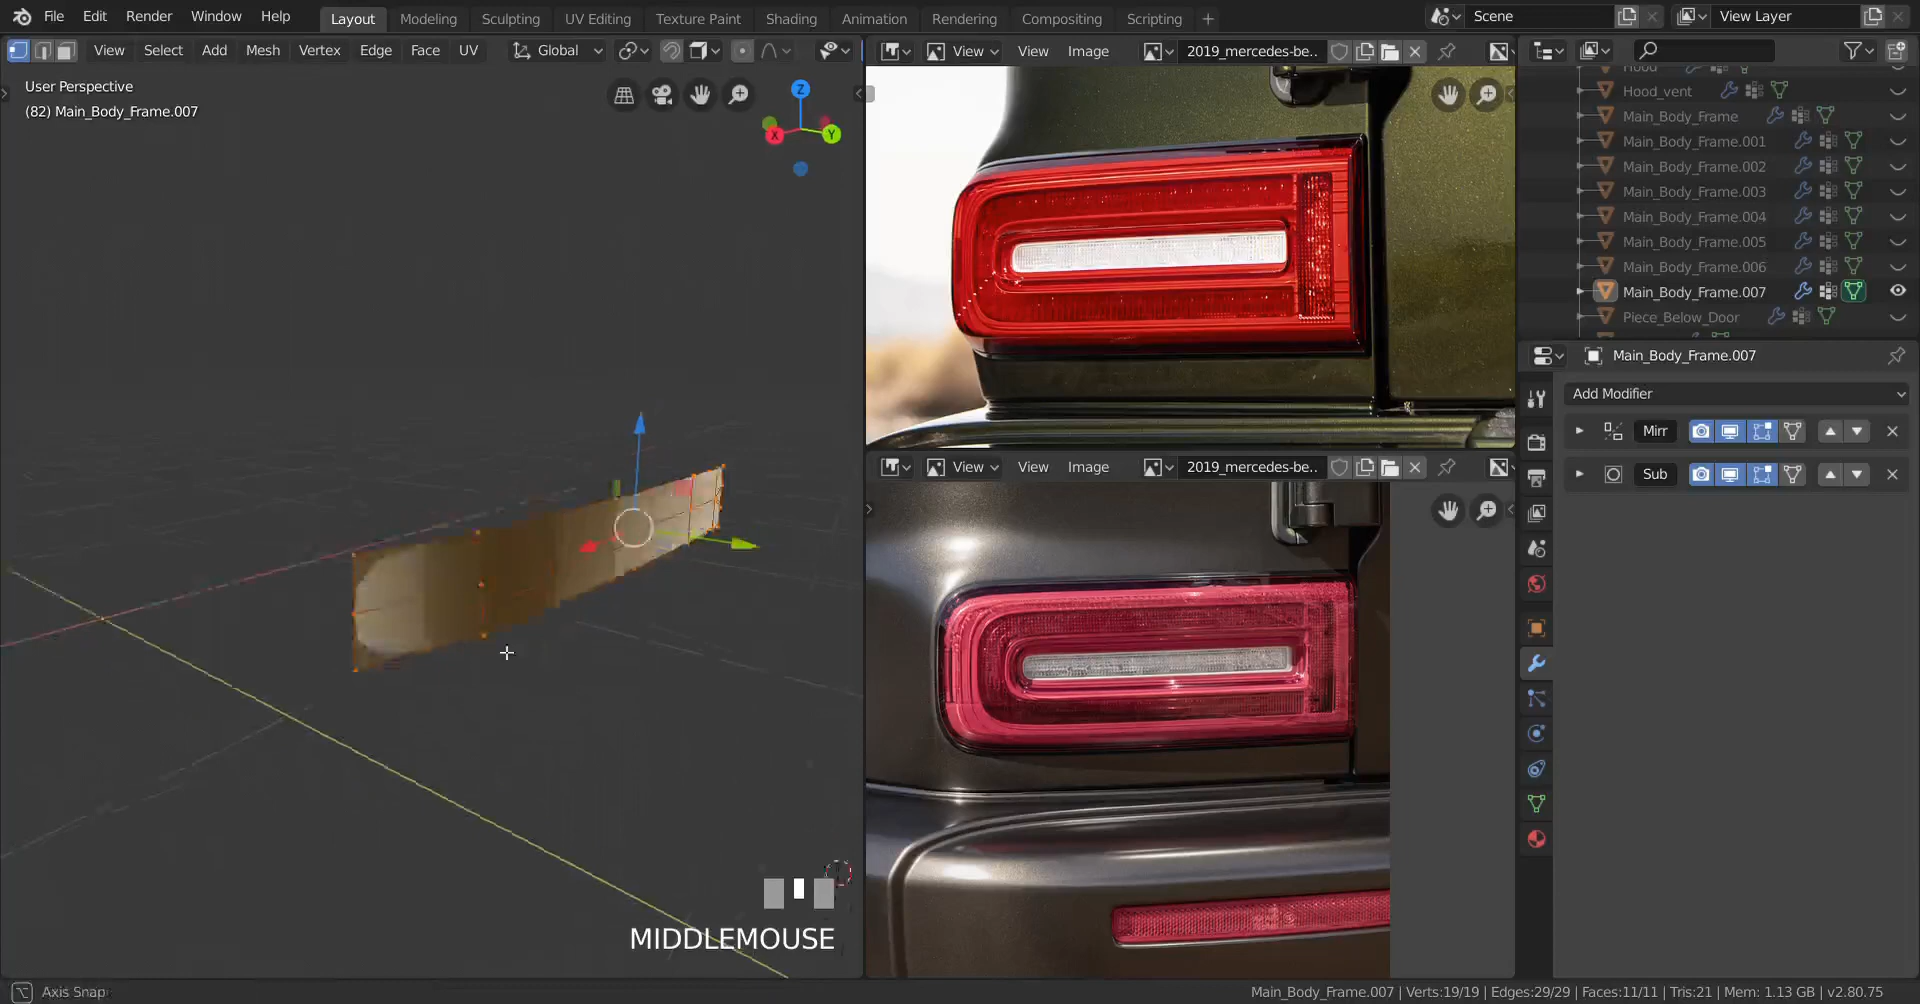 File Edit Render Window Help Layout Modeling Sculpting UV Editing Texture Paint Shading Animation Rendering Compositing Scripting Scene View Layer
View Select Add Mesh Vertex Edge Face UV Global
View View Image 2019_mercedes-be..
User Perspective
(82) Main_Body_Frame.007
Z
X
Y
Hood_vent
Main_Body_Frame
Main_Body_Frame.001
Main_Body_Frame.002
Main_Body_Frame.003
Main_Body_Frame.004
Main_Body_Frame.005
Main_Body_Frame.006
Main_Body_Frame.007
Piece_Below_Door
Main_Body_Frame.007
Add Modifier
Mirr
Sub
View View Image 2019_mercedes-be..
MIDDLEMOUSE
Axis Snap
Main_Body_Frame.007 | Verts:19/19 | Edges:29/29 | Faces:11/11 | Tris:21 | Mem: 1.13 GB | v2.80.75